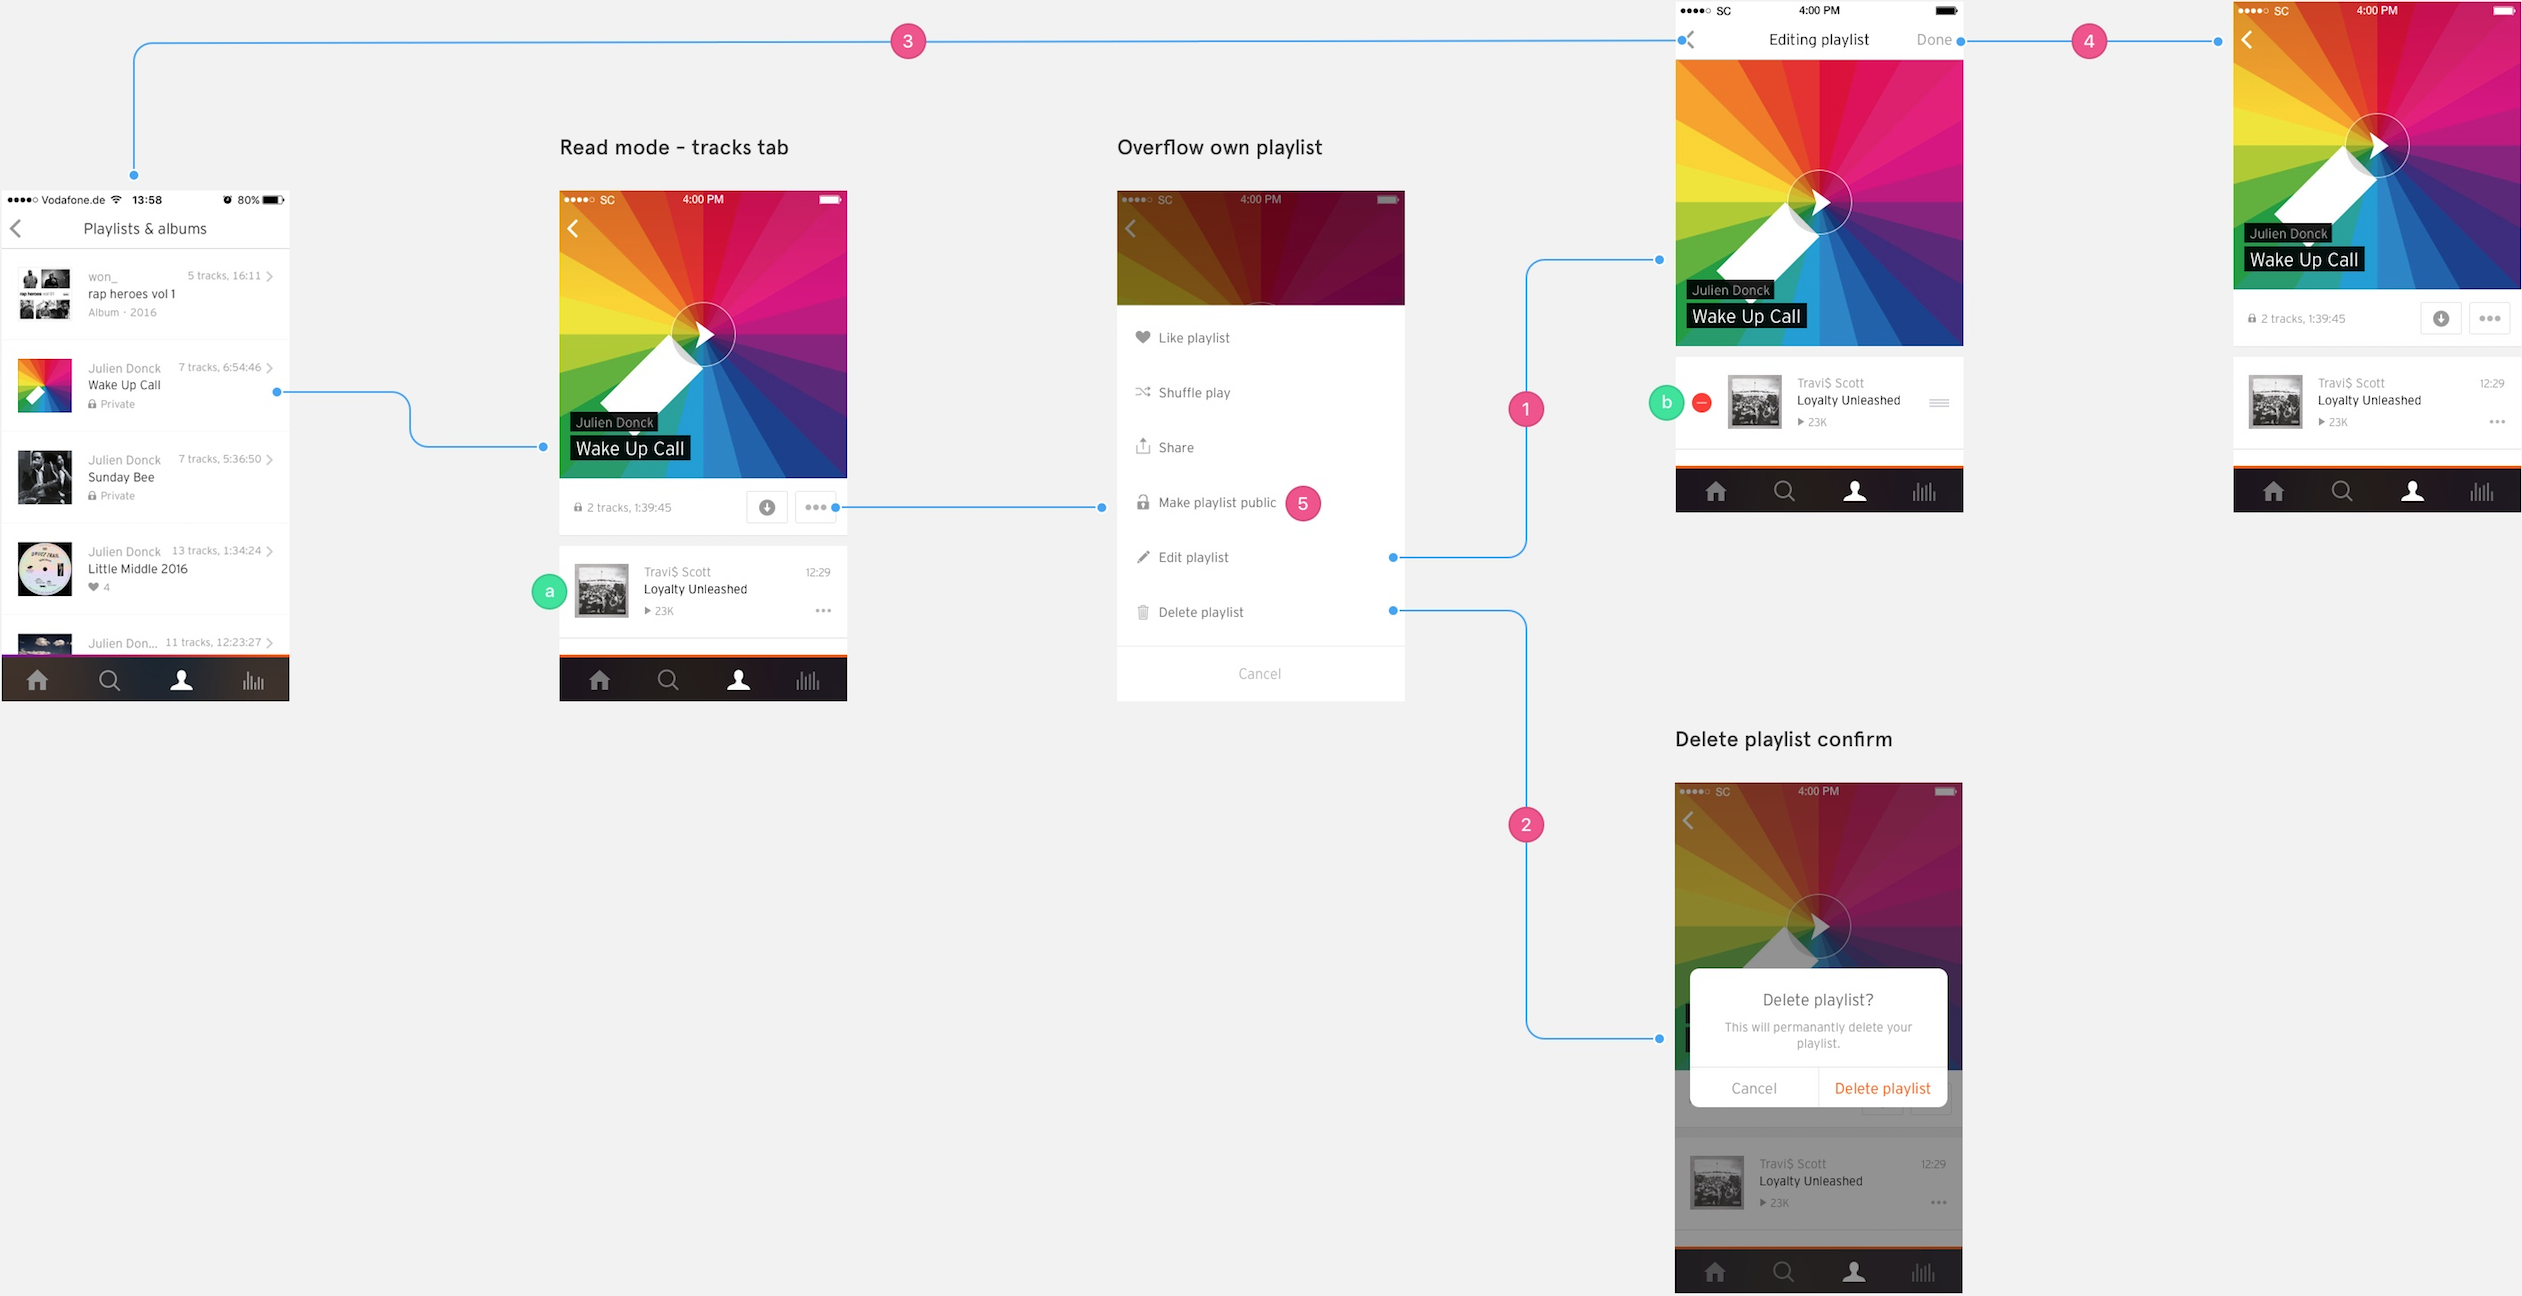 3
SC
4:00 PM
Editing playlist
Done
4
SC
4:00 PM
Julien Donck
Wake Up Call
2 tracks, 1:39:45
Travi$ Scott
12:29
Loyalty Unleashed
23K
Julien Donck
Wake Up Call
b
Travi$ Scott
Loyalty Unleashed
23K
Vodafone.de
13:58
80%
Playlists & albums
won_
5 tracks, 16:11
rap heroes vol 1
Album · 2016
Julien Donck
7 tracks, 6:54:46
Wake Up Call
Private
Julien Donck
7 tracks, 5:36:50
Sunday Bee
Private
Julien Donck
13 tracks, 1:34:24
Little Middle 2016
4
Julien Don...
11 tracks, 12:23:27
Read mode - tracks tab
SC
4:00 PM
Julien Donck
Wake Up Call
2 tracks, 1:39:45
a
Travi$ Scott
12:29
Loyalty Unleashed
23K
Overflow own playlist
SC
4:00 PM
Like playlist
Shuffle play
Share
Make playlist public
5
Edit playlist
Delete playlist
Cancel
1
2
Delete playlist confirm
SC
4:00 PM
Delete playlist?
This will permanantly delete your
playlist.
Cancel
Delete playlist
Travi$ Scott
12:29
Loyalty Unleashed
23K